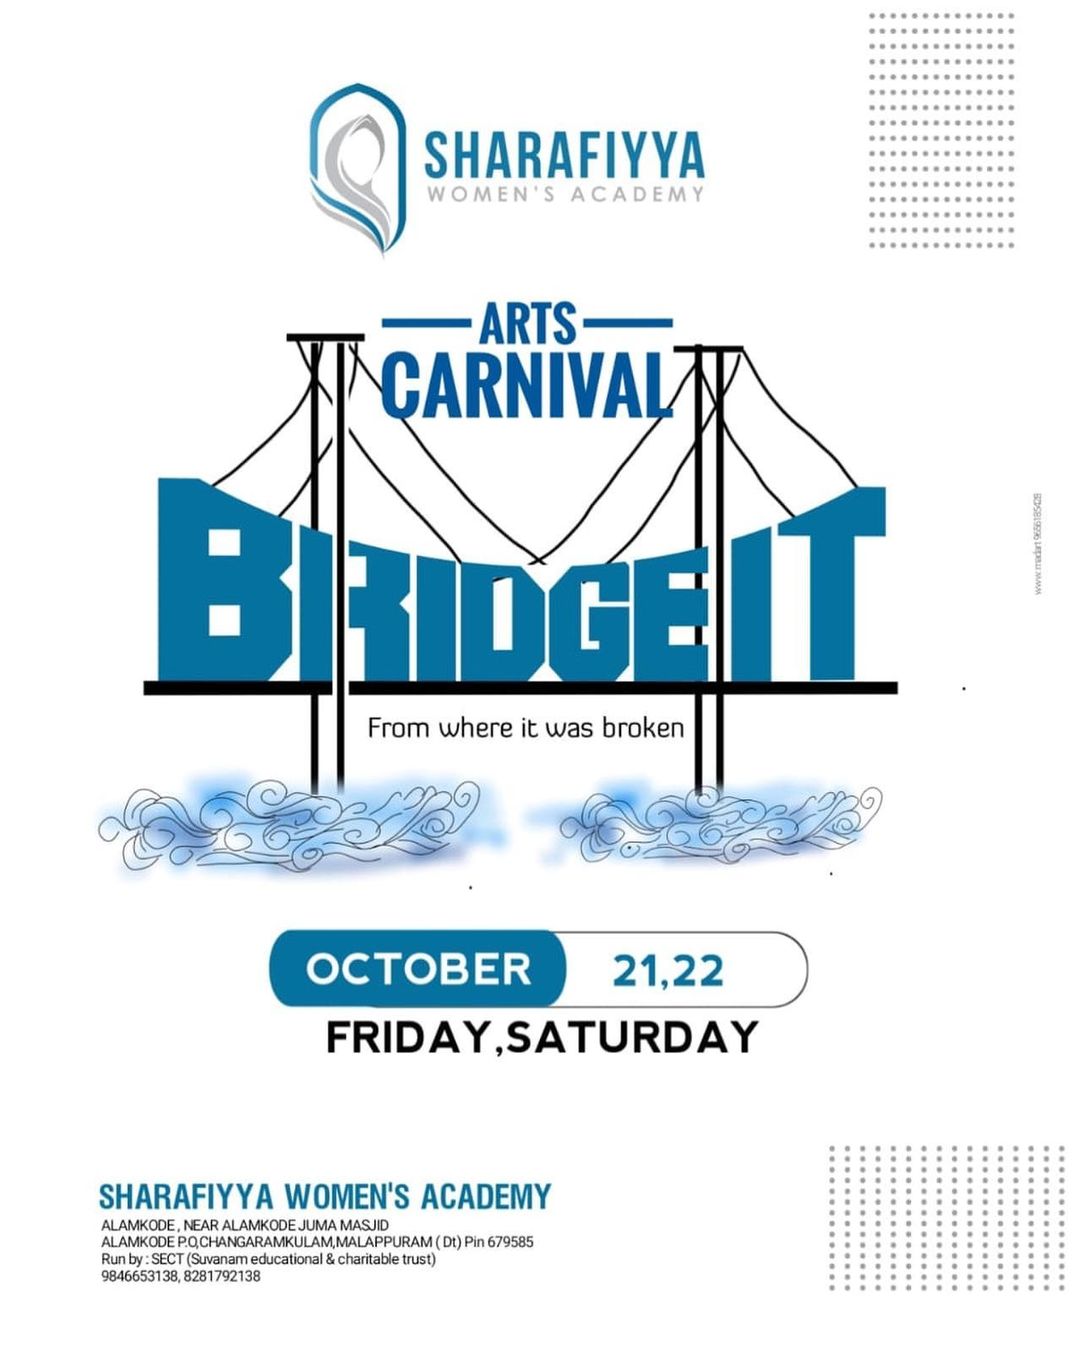 SHARAFIYYA
WOMEN'S ACADEMY
ARTS
CARNIVAL
BRIDGE IT
From where it was broken
OCTOBER 21,22
FRIDAY,SATURDAY
SHARAFIYYA WOMEN'S ACADEMY
ALAMKODE, NEAR ALAMKODE JUMA MASJID
ALAMKODE P.O,CHANGARAMKULAM,MALAPPURAM ( Dt) Pin 679585
Run by : SECT (Suvanam educational & charitable trust)
9846653138, 8281792138